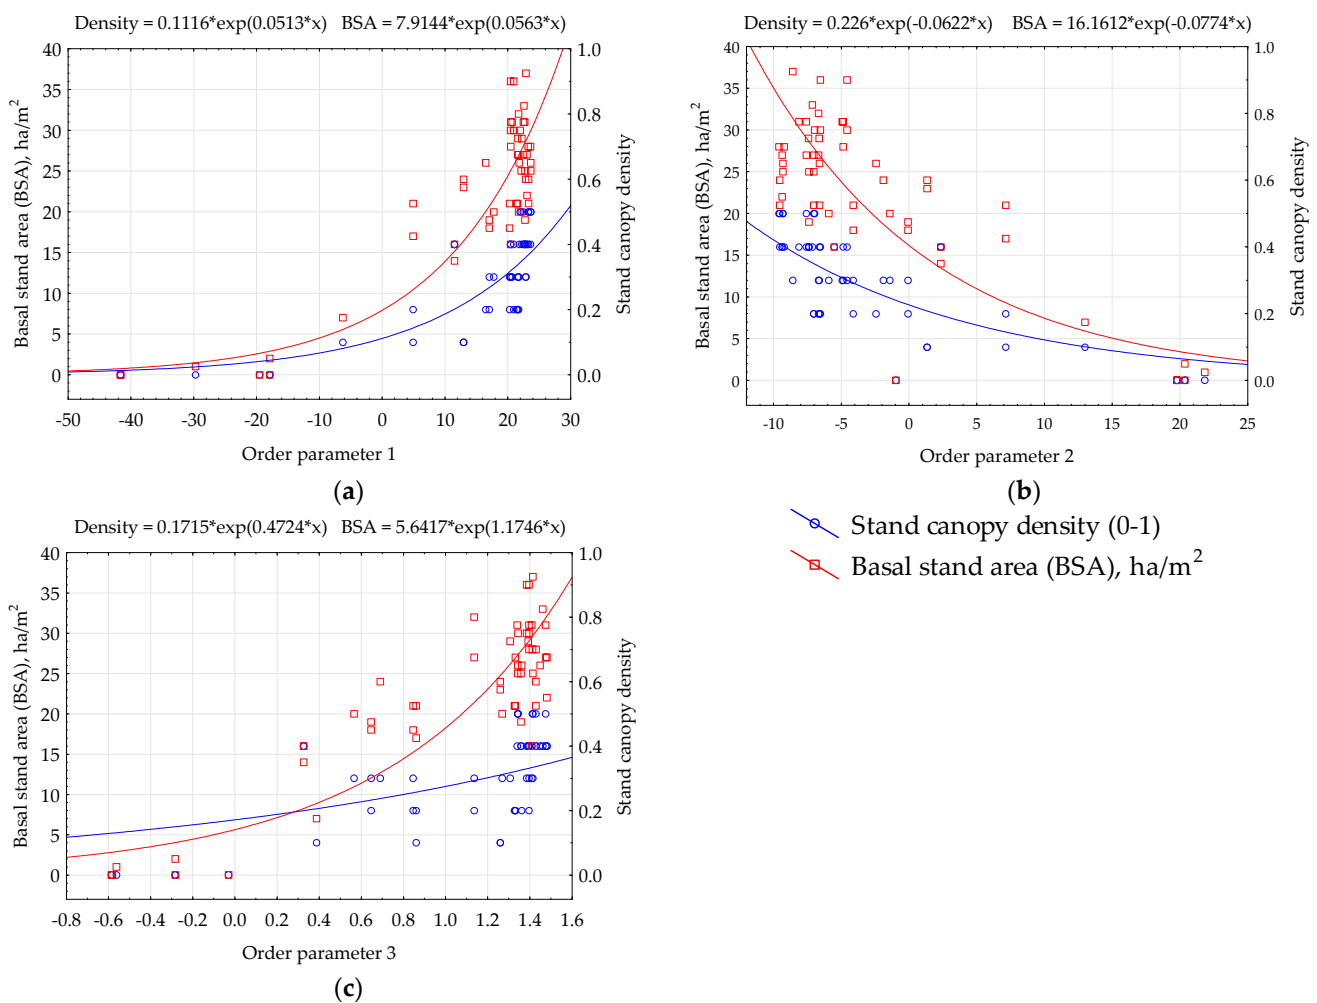 Density = 0.1116*exp(0.0513*x) BSA = 7.9144*exp(0.0563*x)
40
35
30
25
20
15
10
5
0
Basal stand area (BSA), ha/m²
1.0
0.8
0.6
0.4
0.2
0.0
Stand canopy density
-50 -40 -30 -20 -10 0 10 20 30
Order parameter 1
(a)
Density = 0.226*exp(-0.0622*x) BSA = 16.1612*exp(-0.0774*x)
40
35
30
25
20
15
10
5
0
Basal stand area (BSA), ha/m²
1.0
0.8
0.6
0.4
0.2
0.0
Stand canopy density
-10 -5 0 5 10 15 20 25
Order parameter 2
(b)
Stand canopy density (0-1)
Basal stand area (BSA), ha/m²
Density = 0.1715*exp(0.4724*x) BSA = 5.6417*exp(1.1746*x)
40
35
30
25
20
15
10
5
0
Basal stand area (BSA), ha/m²
1.0
0.8
0.6
0.4
0.2
0.0
Stand canopy density
-0.8 -0.6 -0.4 -0.2 0.0 0.2 0.4 0.6 0.8 1.0 1.2 1.4 1.6
Order parameter 3
(c)